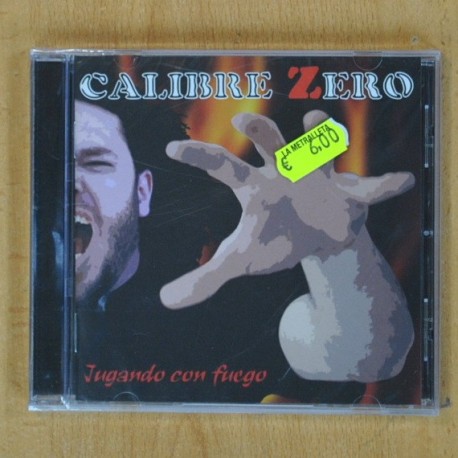 CALIBRE ZERO
LA METRALLETA
€ 6,00
Jugando con fuego